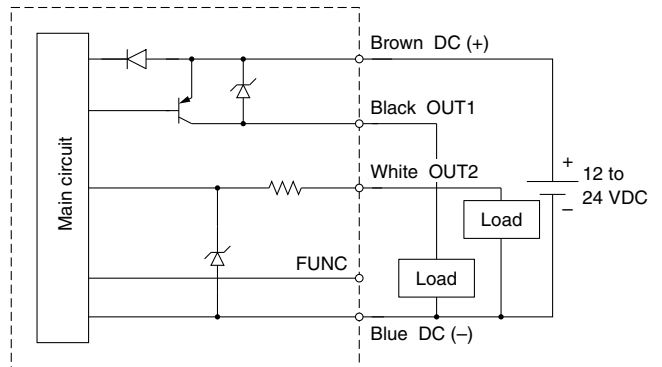 Brown DC (+)
Black OUT1
White OUT2
Main circuit
+
12 to
24 VDC
–
Load
FUNC
Load
Blue DC (–)